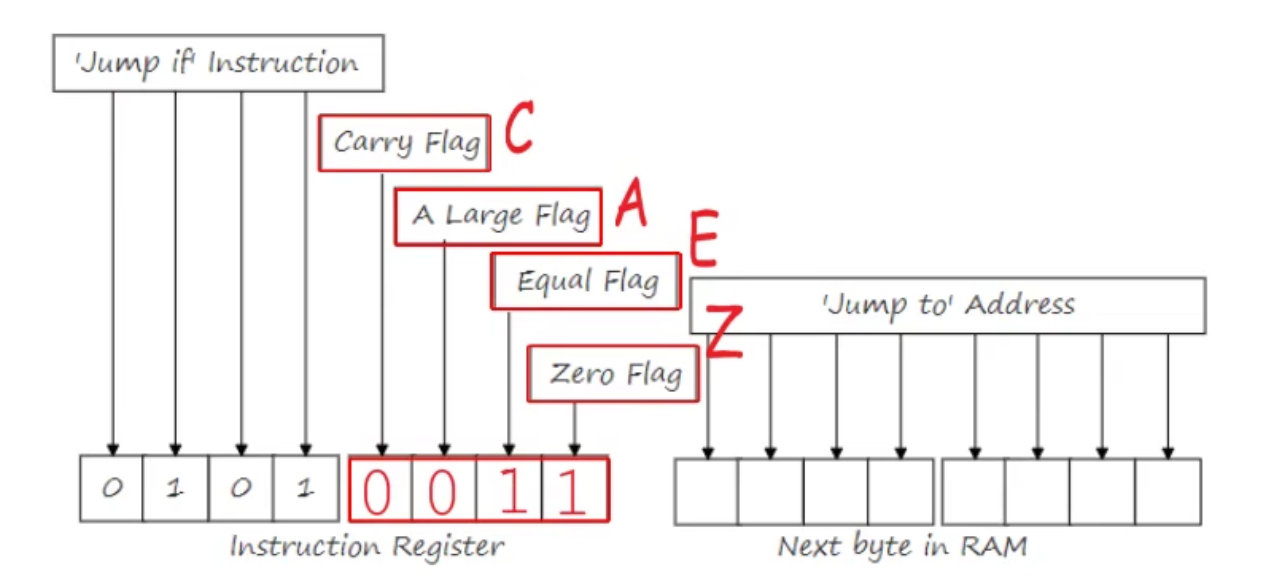 'Jump if' Instruction
Carry Flag C
A Large Flag A
Equal Flag E
'Jump to' Address
Zero Flag Z
0 1 0 1 0 0 1 1
Instruction Register
Next byte in RAM